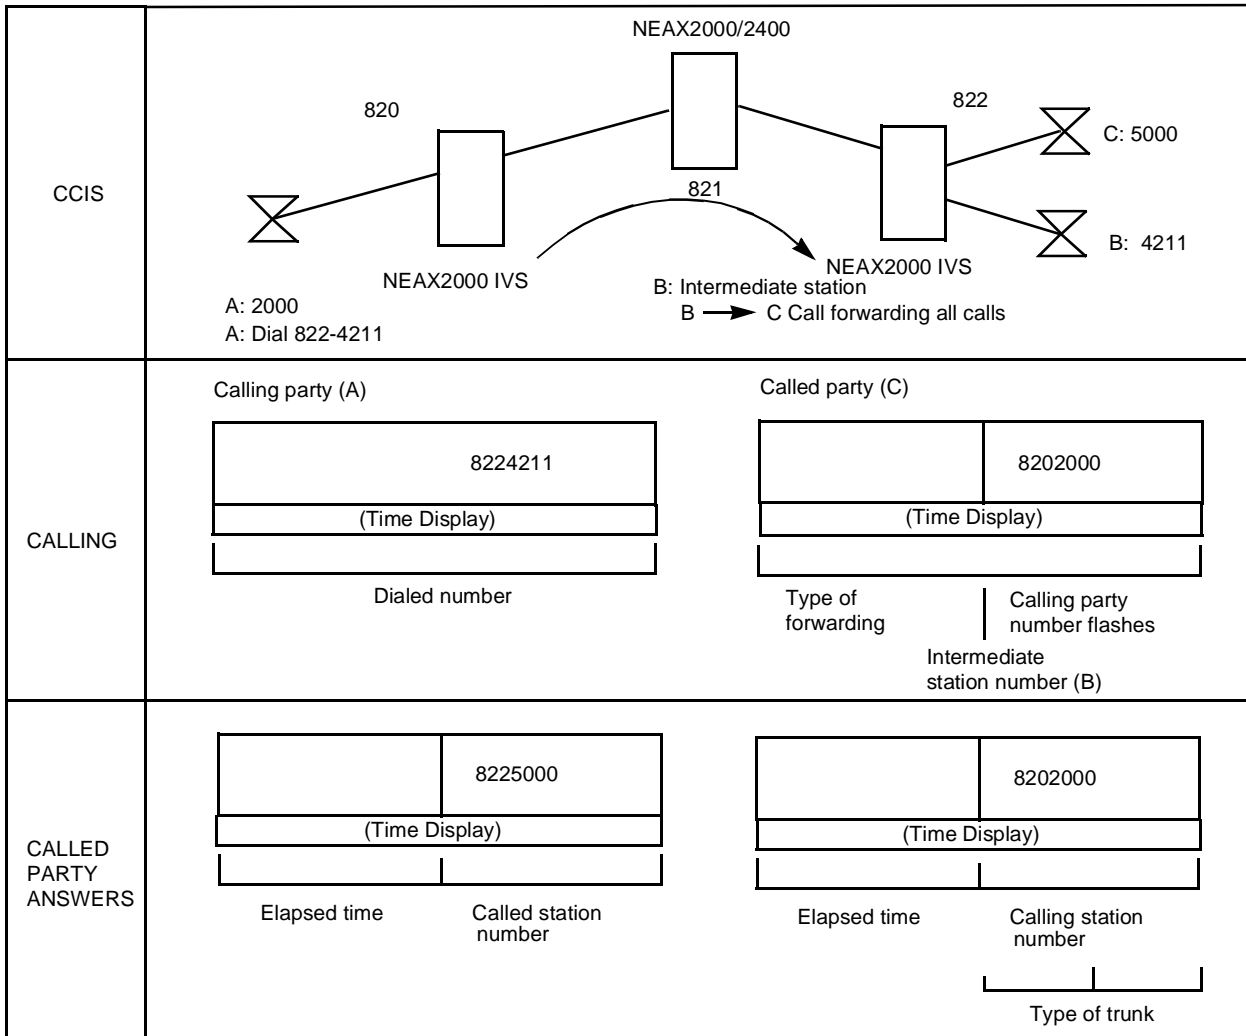 CCIS
NEAX2000/2400
820
822
C: 5000
821
B: 4211
NEAX2000 IVS
NEAX2000 IVS
A: 2000
A: Dial 822-4211
B: Intermediate station
B C Call forwarding all calls
CALLING
Calling party (A)
8224211
(Time Display)
Dialed number
Called party (C)
8202000
(Time Display)
Type of
forwarding
Calling party
number flashes
Intermediate
station number (B)
CALLED
PARTY
ANSWERS
8225000
(Time Display)
Elapsed time
Called station
number
8202000
(Time Display)
Elapsed time
Calling station
number
Type of trunk